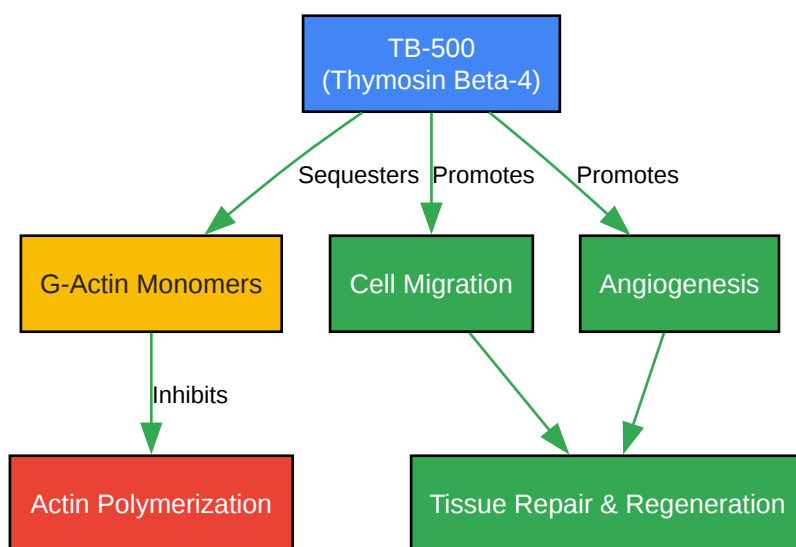 TB-500
(Thymosin Beta-4)
Sequesters
Promotes
Promotes
G-Actin Monomers
Cell Migration
Angiogenesis
Inhibits
Actin Polymerization
Tissue Repair & Regeneration